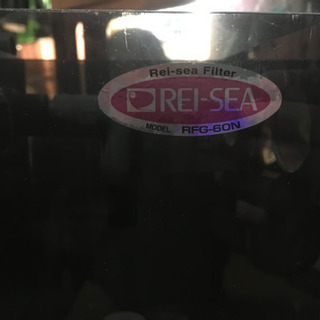 Rei-sea Filter
REI-SEA
MODEL RFG-60N